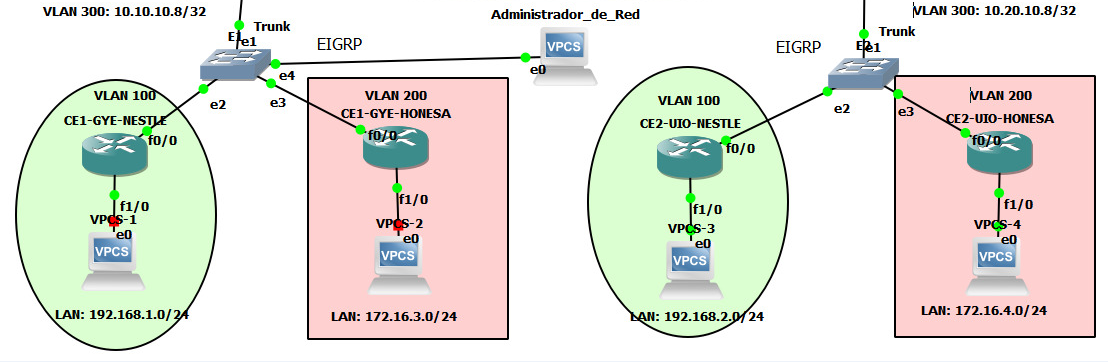 VLAN 300: 10.10.10.8/32
Trunk
E1
e1
EIGRP
Administrador_de_Red
VPCS
e0
e4
e2
e3
VLAN 100
CE1-GYE-NESTLE
f0/0
f1/0
VPCS-1
e0
VPCS
LAN: 192.168.1.0/24
VLAN 200
CE1-GYE-HONESA
f0/0
f1/0
VPCS-2
e0
VPCS
LAN: 172.16.3.0/24
VLAN 300: 10.20.10.8/32
Trunk
E2
e1
EIGRP
e2
e3
VLAN 100
CE2-UIO-NESTLE
f0/0
f1/0
VPCS-3
e0
VPCS
LAN: 192.168.2.0/24
VLAN 200
CE2-UIO-HONESA
f0/0
f1/0
VPCS-4
e0
VPCS
LAN: 172.16.4.0/24